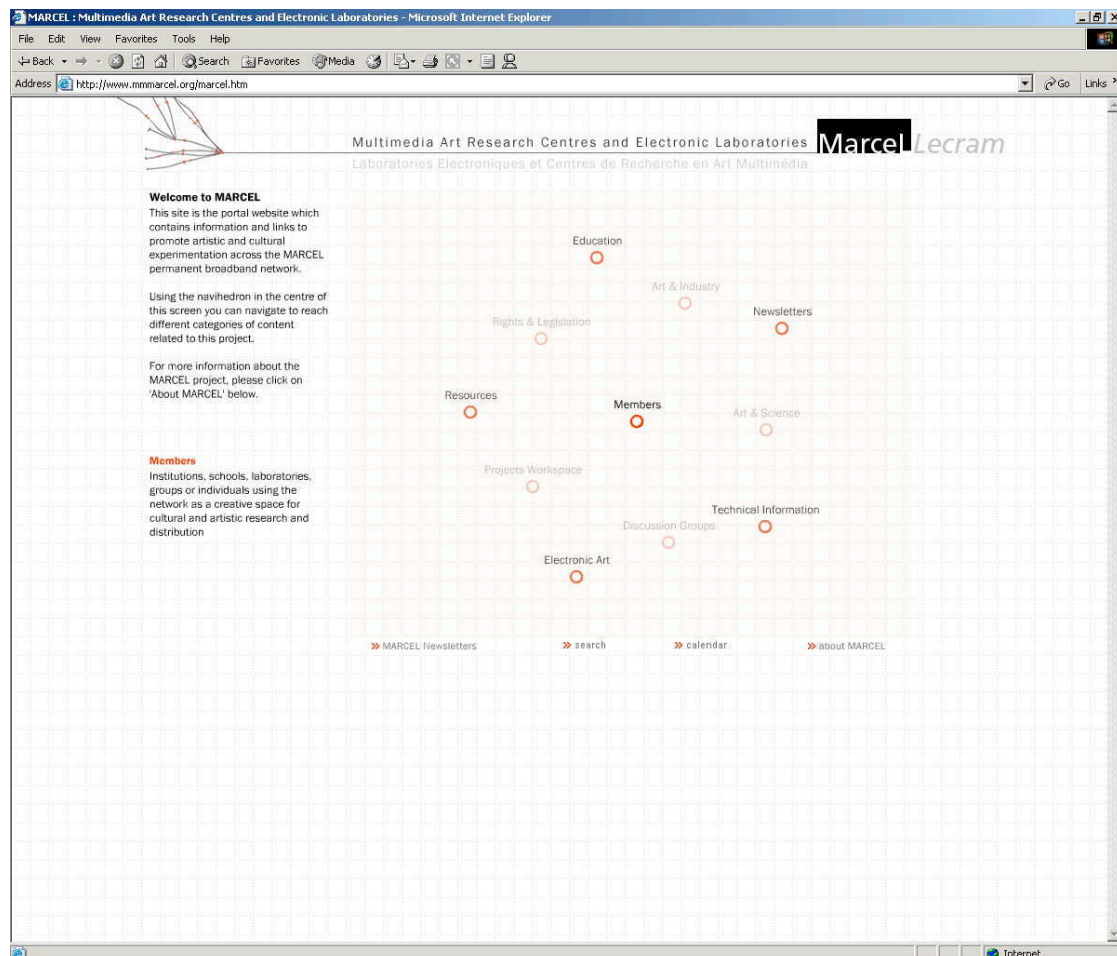 MARCEL : Multimedia Art Research Centres and Electronic Laboratories - Microsoft Internet Explorer
File Edit View Favorites Tools Help
Back Search Favorites Media
Address http://www.mmmarcel.org/marcel.htm Go Links »
Multimedia Art Research Centres and Electronic Laboratories Marcel Lecram
Laboratories Electroniques et Centres de Recherche en Art Multimédia
Welcome to MARCEL
This site is the portal website which
contains information and links to
promote artistic and cultural
experimentation across the MARCEL
permanent broadband network.
Using the navihedron in the centre of
this screen you can navigate to reach
different categories of content
related to this project.
For more information about the
MARCEL project, please click on
'About MARCEL' below.
Members
Institutions, schools, laboratories,
groups or individuals using the
network as a creative space for
cultural and artistic research and
distribution
Education
Art & Industry
Newsletters
Rights & Legislation
Resources
Members
Art & Science
Projects Workspace
Technical Information
Discussion Groups
Electronic Art
» MARCEL Newsletters » search » calendar » about MARCEL
Internet